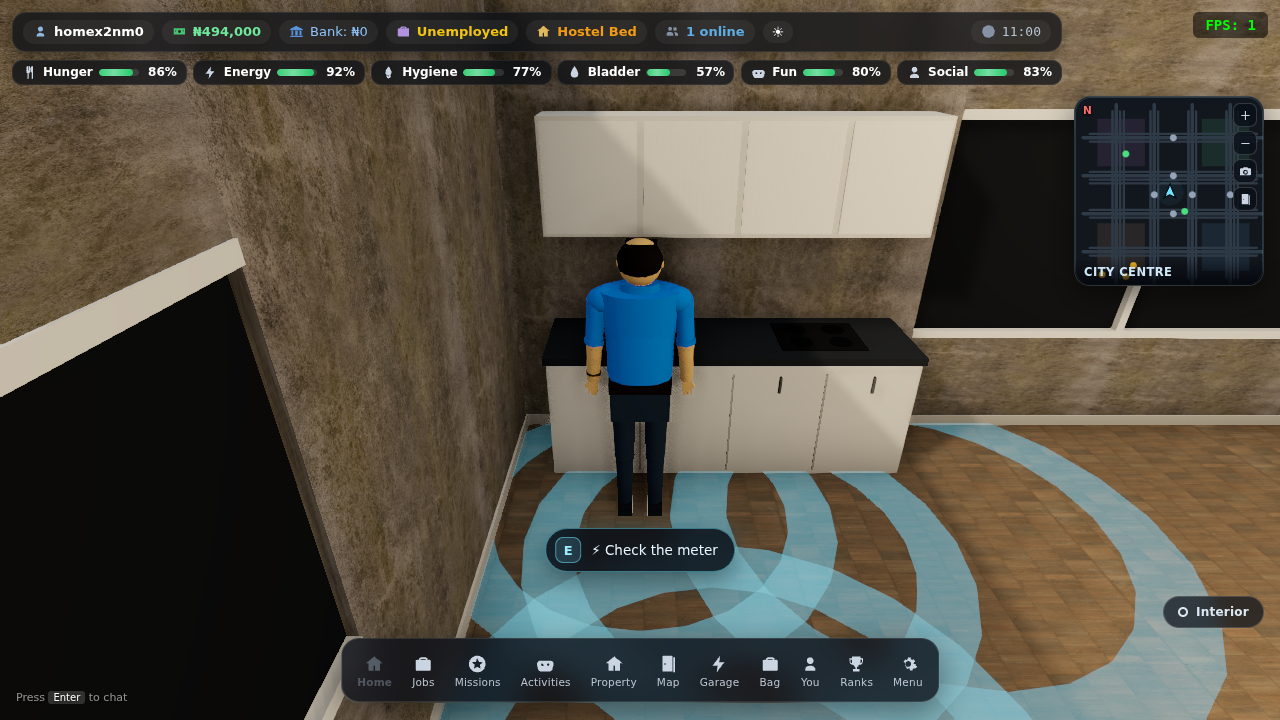 homex2nm0
₦494,000
Bank: ₦0
Unemployed
Hostel Bed
1 online
11:00
FPS: 1
Hunger 86%
Energy 92%
Hygiene 77%
Bladder 57%
Fun 80%
Social 83%
N
+
−
CITY CENTRE
E ⚡ Check the meter
Interior
Home
Jobs
Missions
Activities
Property
Map
Garage
Bag
You
Ranks
Menu
Press Enter to chat